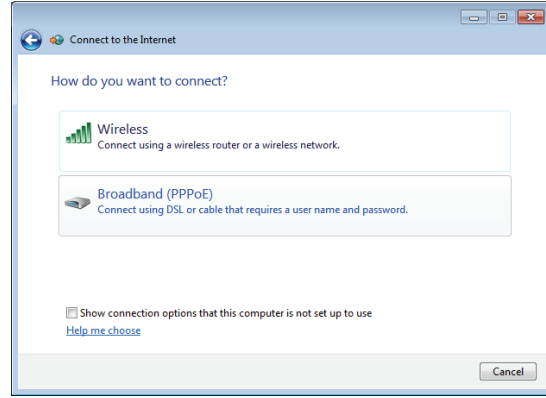 Connect to the Internet
How do you want to connect?
Wireless
Connect using a wireless router or a wireless network.
Broadband (PPPoE)
Connect using DSL or cable that requires a user name and password.
Show connection options that this computer is not set up to use
Help me choose
Cancel